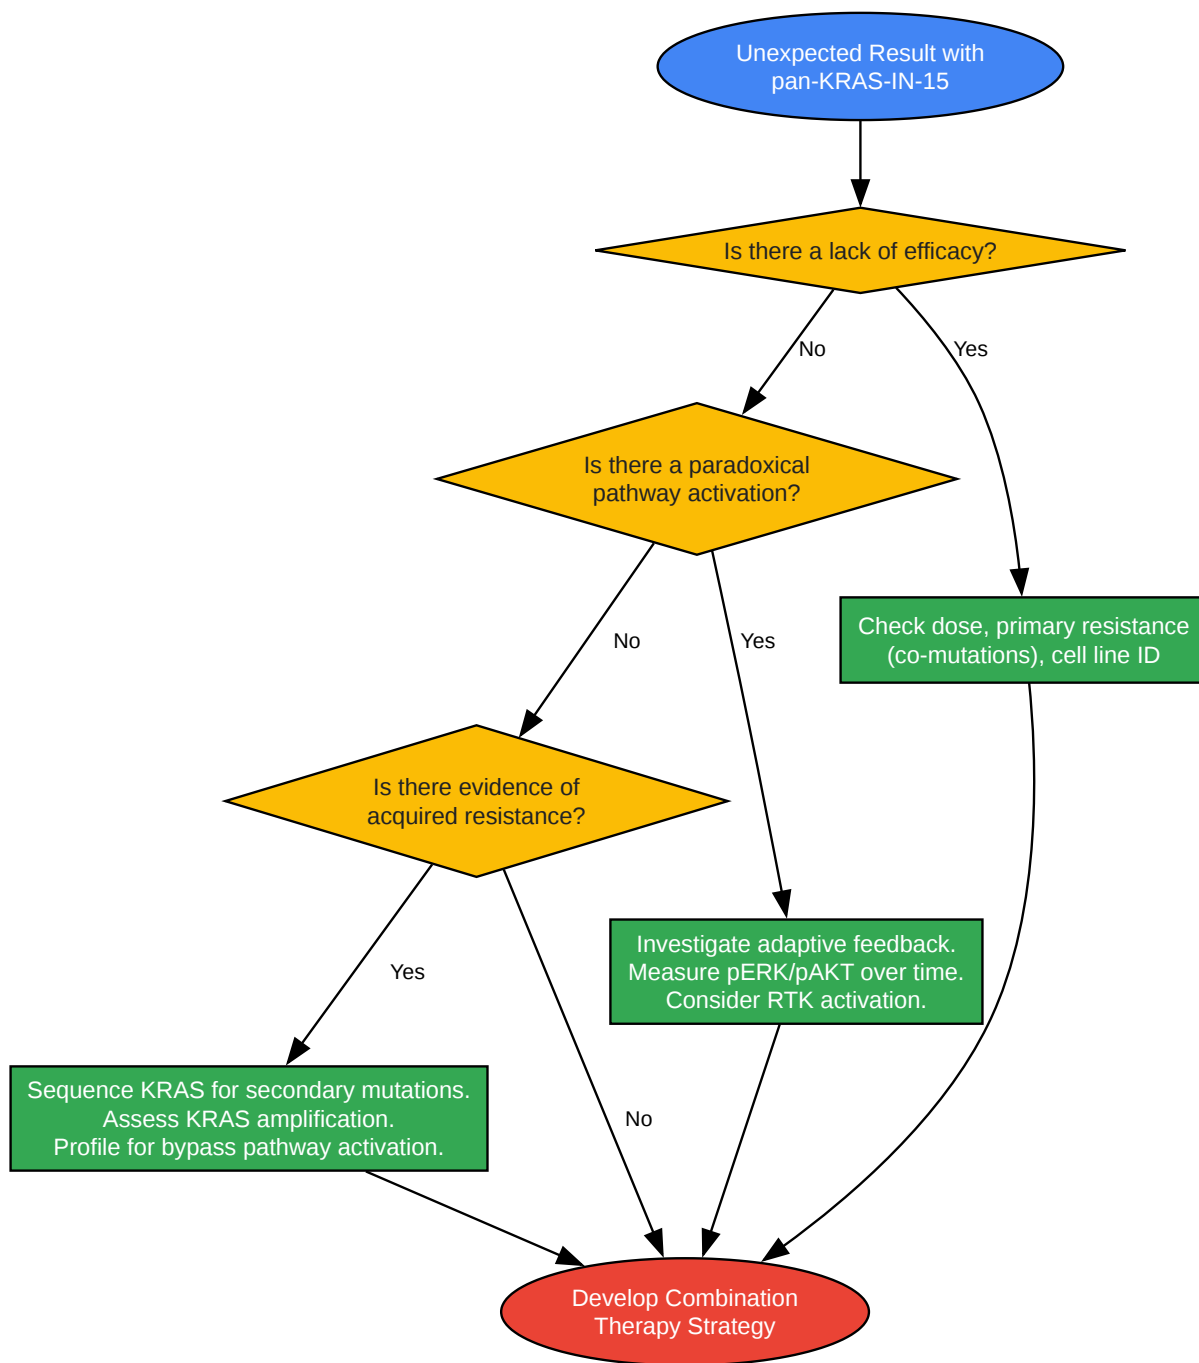 Unexpected Result with
pan-KRAS-IN-15
Is there a lack of efficacy?
No
Yes
Is there a paradoxical
pathway activation?
No
Yes
Check dose, primary resistance
(co-mutations), cell line ID
Is there evidence of
acquired resistance?
Yes
No
Investigate adaptive feedback.
Measure pERK/pAKT over time.
Consider RTK activation.
Sequence KRAS for secondary mutations.
Assess KRAS amplification.
Profile for bypass pathway activation.
Develop Combination
Therapy Strategy